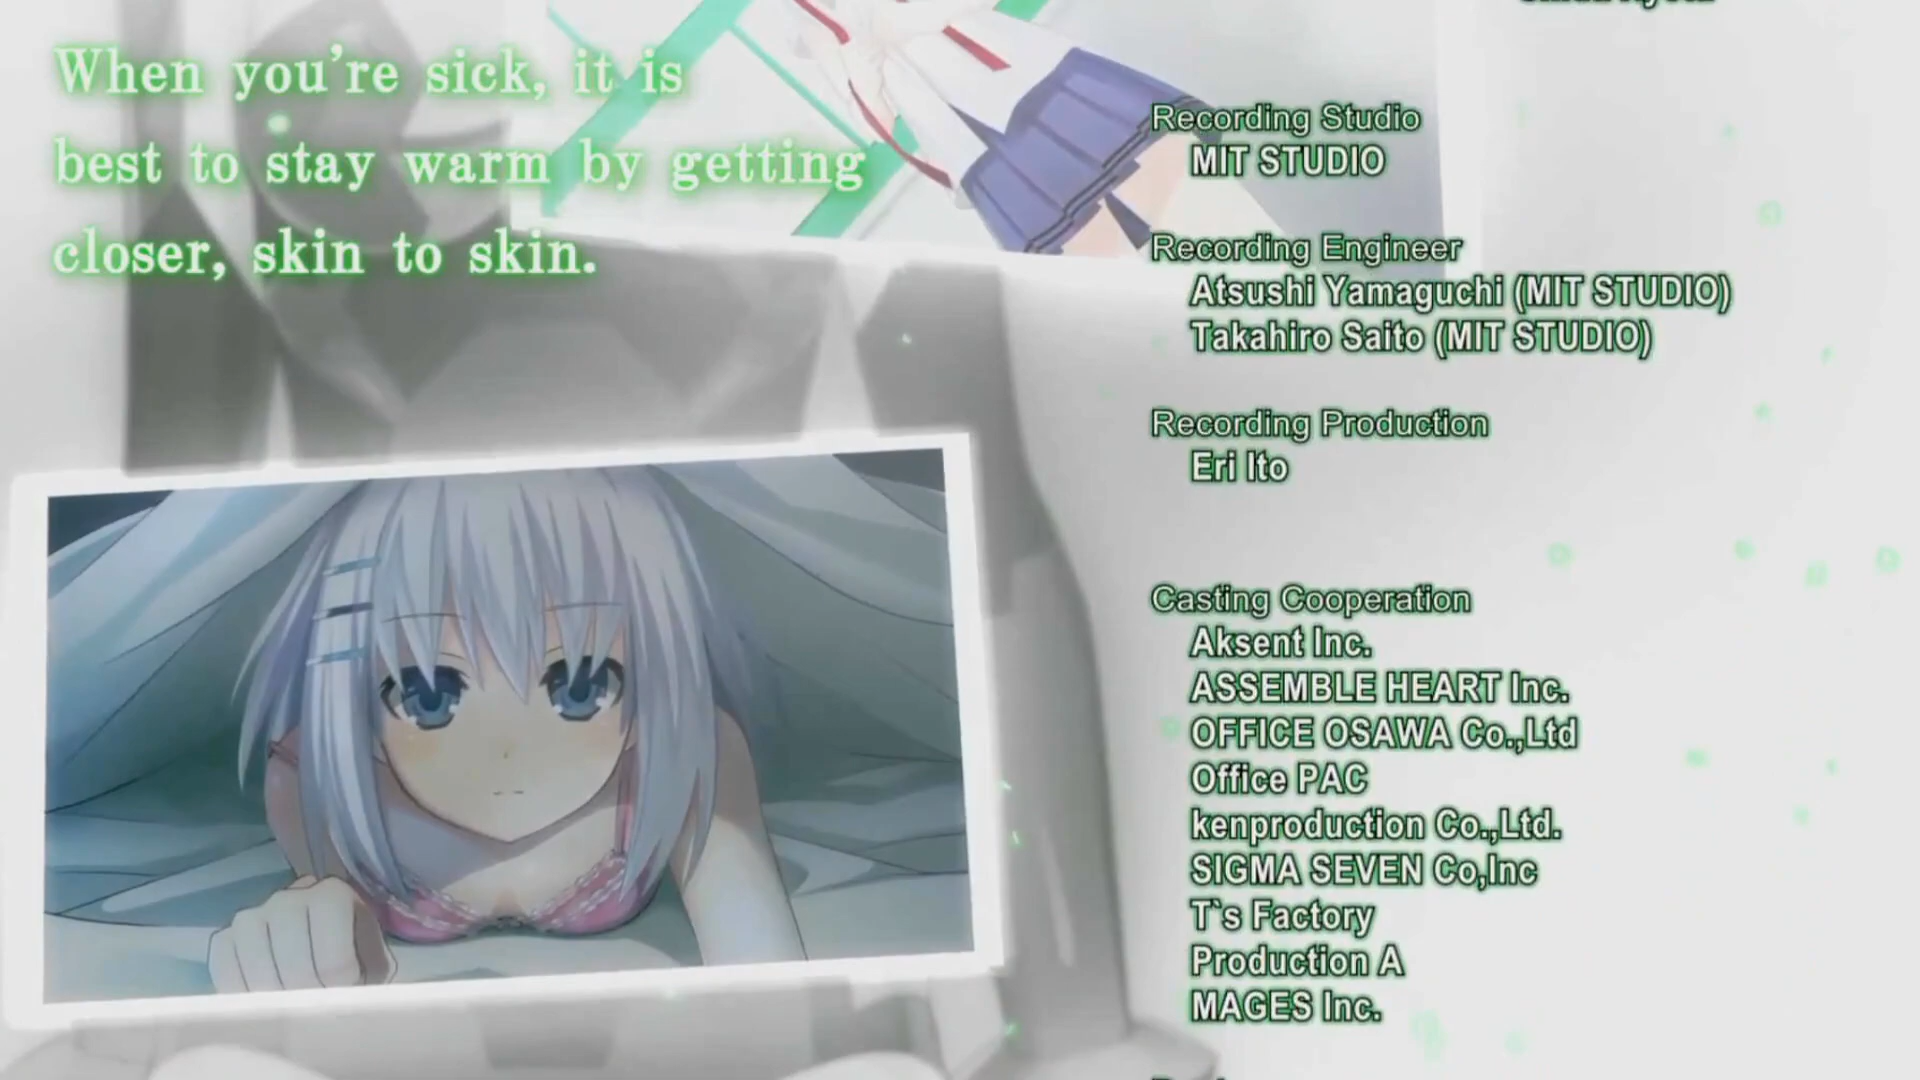 When you're sick, it is
best to stay warm by getting
closer, skin to skin.
Recording Studio
MIT STUDIO
Recording Engineer
Atsushi Yamaguchi (MIT STUDIO)
Takahiro Saito (MIT STUDIO)
Recording Production
Eri Ito
Casting Cooperation
Aksent Inc.
ASSEMBLE HEART Inc.
OFFICE OSAWA Co.,Ltd
Office PAC
kenproduction Co.,Ltd.
SIGMA SEVEN Co,Inc
T`s Factory
Production A
MAGES Inc.